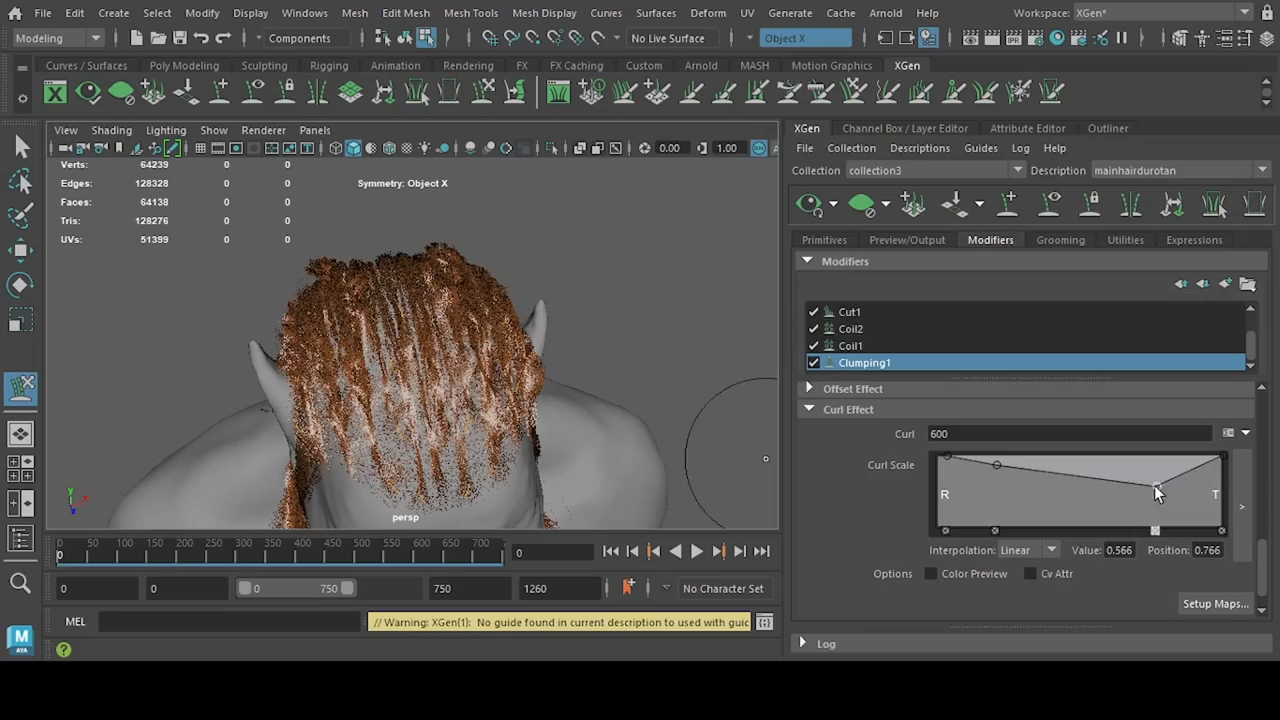 File Edit Create Select Modify Display Windows Mesh Edit Mesh Mesh Tools Mesh Display Curves Surfaces Deform UV Generate Cache Arnold Help Workspace: XGen*
Modeling Components No Live Surface Object X
Curves / Surfaces Poly Modeling Sculpting Rigging Animation Rendering FX FX Caching Custom Arnold MASH Motion Graphics XGen
View Shading Lighting Show Renderer Panels
0.00 1.00 ON
Verts: 64239 0 0
Edges: 128328 0 0
Faces: 64138 0 0
Tris: 128276 0 0
UVs: 51399 0 0
Symmetry: Object X
persp
XGen Channel Box / Layer Editor Attribute Editor Outliner
File Collection Descriptions Guides Log Help
Collection collection3 Description mainhairdurotan
Primitives Preview/Output Modifiers Grooming Utilities Expressions
Modifiers
Cut1
Coil2
Coil1
Clumping1
Offset Effect
Curl Effect
Curl 600
Curl Scale
R T
>
Interpolation: Linear Value: 0.566 Position: 0.766
Options Color Preview Cv Attr
Setup Maps...
Log
0 50 100 150 200 250 300 350 400 450 500 550 600 650 700
0
0
0 0 0 750 750 1260 No Character Set
MEL // Warning: XGen(1): No guide found in current description to used with guid
M
AYA
?
y
x
z